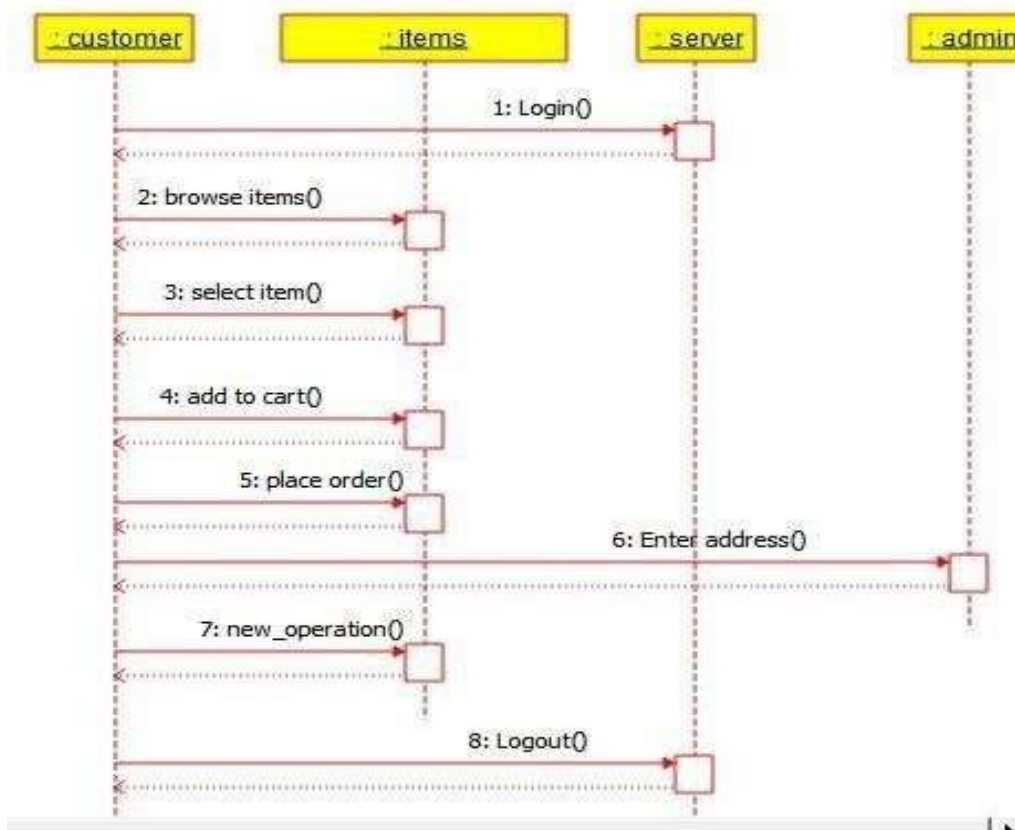 : customer
: items
: server
: admin
1: Login()
2: browse items()
3: select item()
4: add to cart()
5: place order()
6: Enter address()
7: new_operation()
8: Logout()